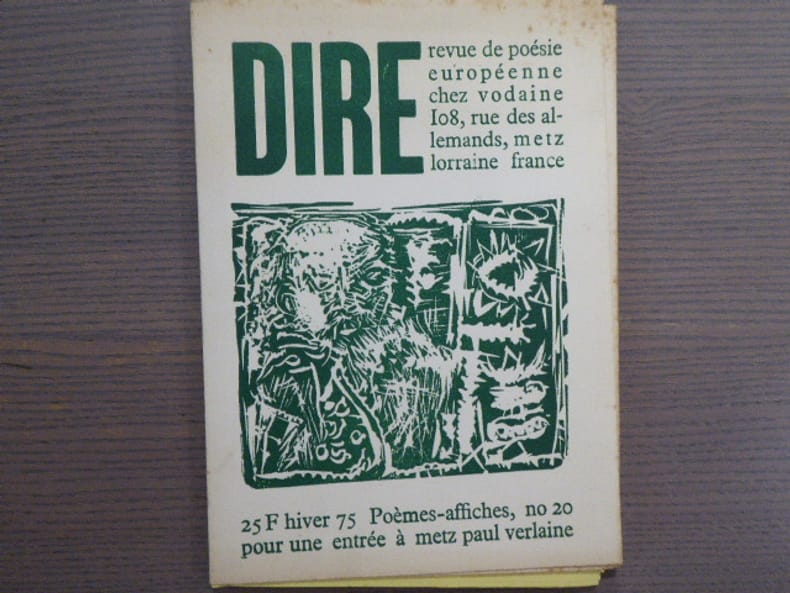 DIRE
revue de poésie
européenne
chez vodaine
Io8, rue des al-
lemands, metz
lorraine france
25 F hiver 75 Poèmes-affiches, no 20
pour une entrée à metz paul verlaine